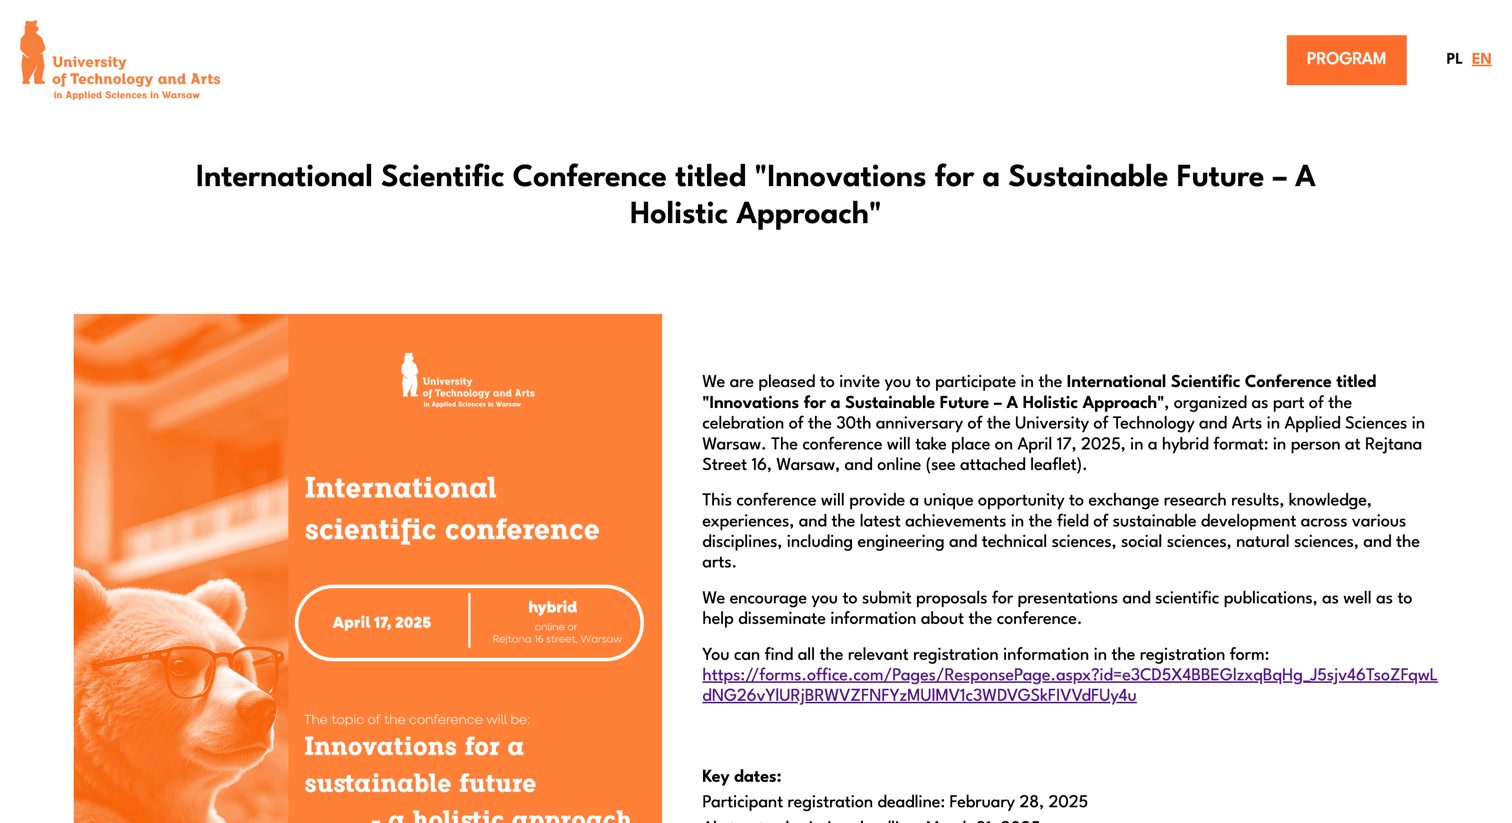 University
of Technology and Arts
in Applied Sciences in Warsaw
PROGRAM
PL EN
International Scientific Conference titled "Innovations for a Sustainable Future – A
Holistic Approach"
University
of Technology and Arts
in Applied Sciences in Warsaw
International
scientific conference
April 17, 2025
hybrid
online or
Rejtana 16 street, Warsaw
The topic of the conference will be:
Innovations for a
sustainable future
- a holistic approach
We are pleased to invite you to participate in the International Scientific Conference titled
"Innovations for a Sustainable Future – A Holistic Approach", organized as part of the
celebration of the 30th anniversary of the University of Technology and Arts in Applied Sciences in
Warsaw. The conference will take place on April 17, 2025, in a hybrid format: in person at Rejtana
Street 16, Warsaw, and online (see attached leaflet).
This conference will provide a unique opportunity to exchange research results, knowledge,
experiences, and the latest achievements in the field of sustainable development across various
disciplines, including engineering and technical sciences, social sciences, natural sciences, and the
arts.
We encourage you to submit proposals for presentations and scientific publications, as well as to
help disseminate information about the conference.
You can find all the relevant registration information in the registration form:
https://forms.office.com/Pages/ResponsePage.aspx?id=e3CD5X4BBEGlzxqBqHg_J5sjv46TsoZFqwL
dNG26vYlURjBRWVZFNFYzMUlMV1c3WDVGSkFIVVdFUy4u
Key dates:
Participant registration deadline: February 28, 2025